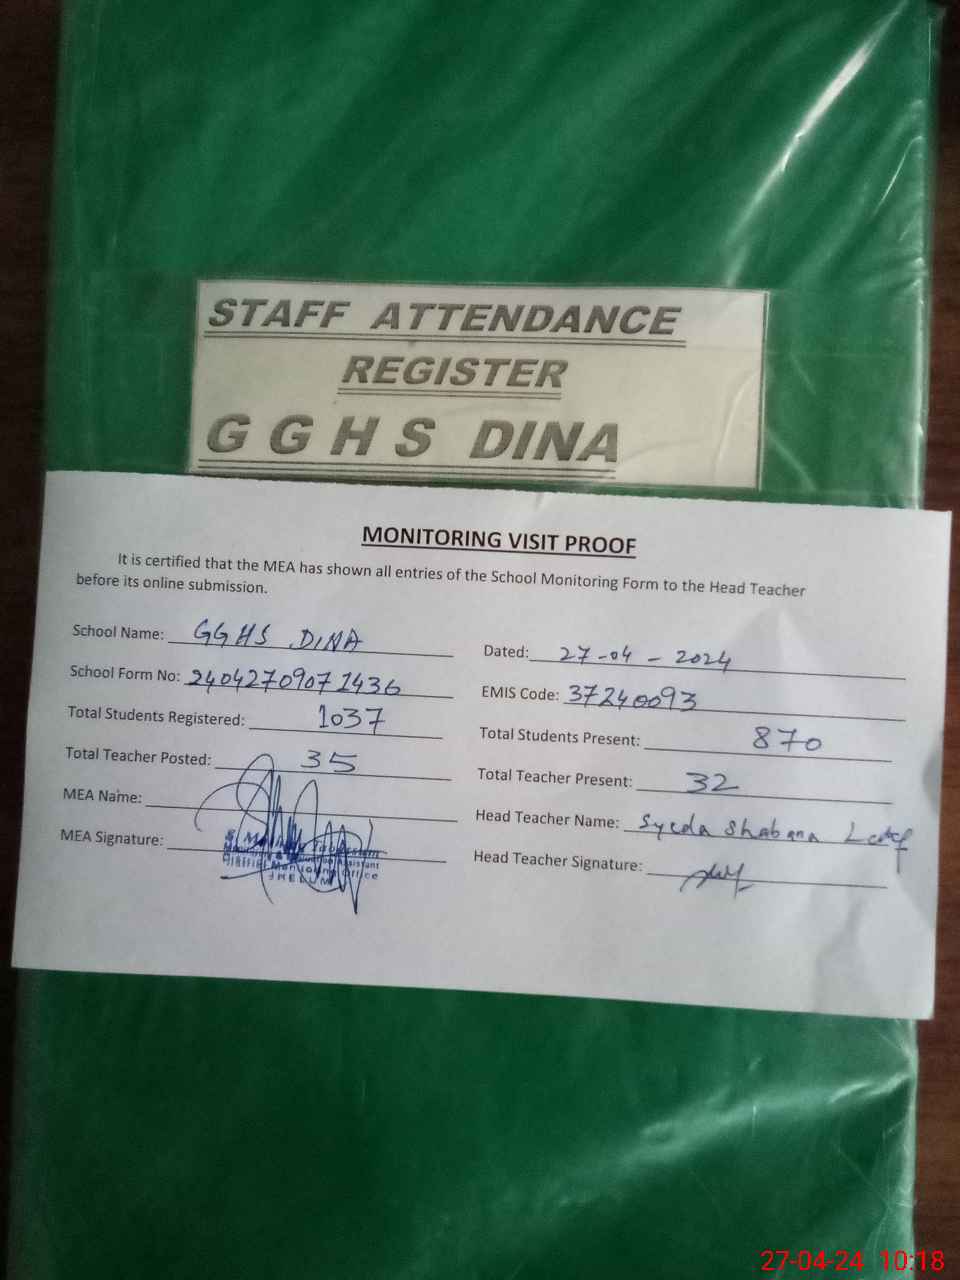 STAFF ATTENDANCE
REGISTER
G G H S DINA
MONITORING VISIT PROOF
It is certified that the MEA has shown all entries of the School Monitoring Form to the Head Teacher
before its online submission.
School Name: GGHS DINA
Dated: 27-04-2024
School Form No: 24042709071436
EMIS Code: 37240093
Total Students Registered: 1037
Total Students Present: 870
Total Teacher Posted: 35
Total Teacher Present: 32
MEA Name:
Head Teacher Name: Syeda Shabana
MEA Signature:
Head Teacher Signature:
Assistant
District Monitoring Office
JHELUM
27-04-24 10:18